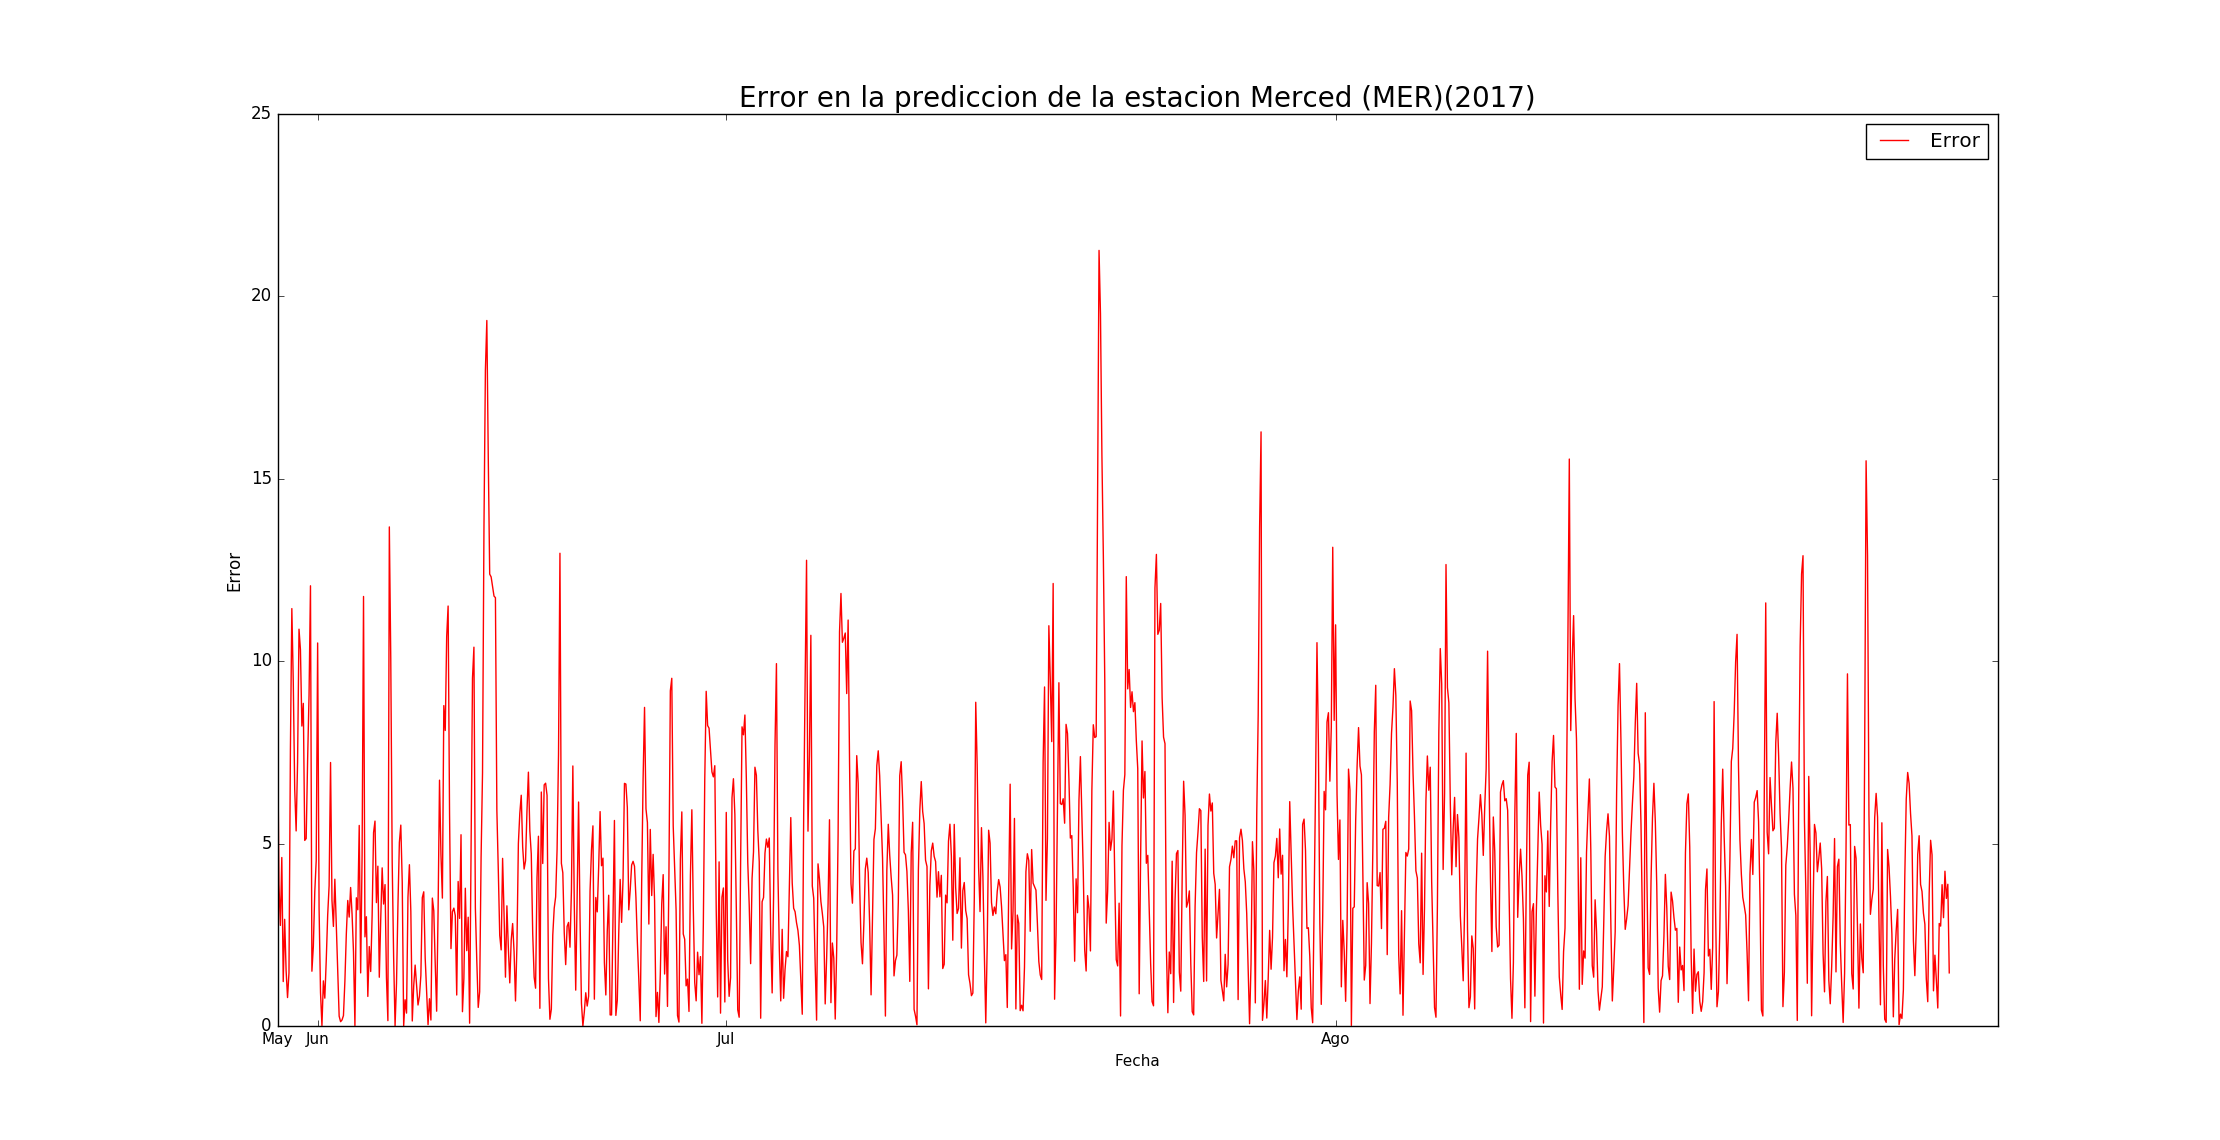 Error en la prediccion de la estacion Merced (MER)(2017)
25
Error
20
15
Error
10
5
0
May Jun Jul Ago
Fecha